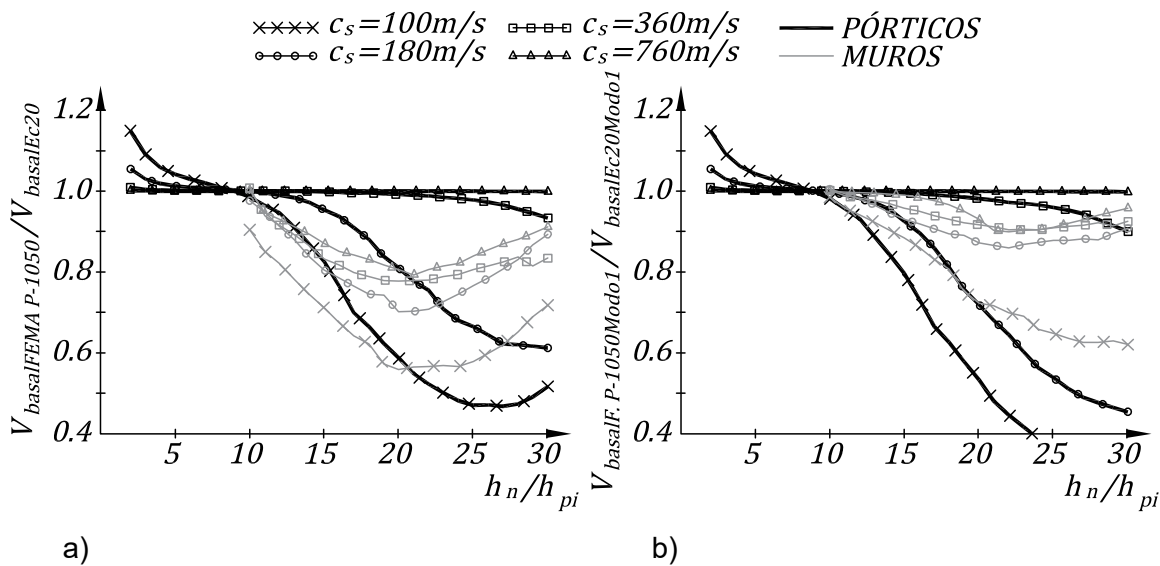 c_s=100m/s c_s=360m/s PÓRTICOS
c_s=180m/s c_s=760m/s MUROS
V_basalFEMA P-1050/V_basalEc20
1.2
1.0
0.8
0.6
0.4
5 10 15 20 25 30
h_n/h_pi
a)
V_basalF. P-1050Modo1/V_basalEc20Modo1
1.2
1.0
0.8
0.6
0.4
5 10 15 20 25 30
h_n/h_pi
b)